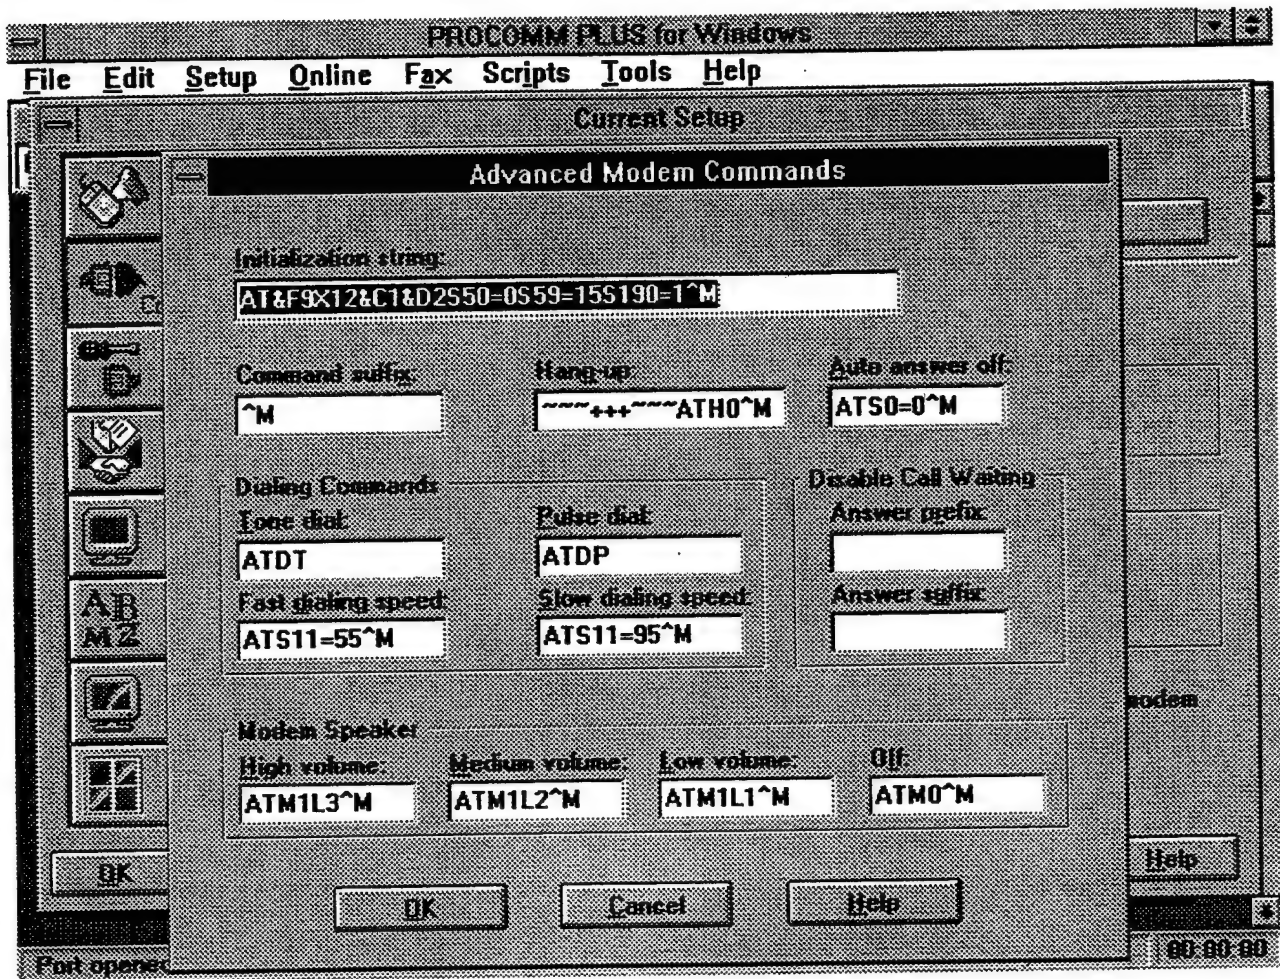 PROCOMM PLUS for Windows
File Edit Setup Online Fax Scripts Tools Help
Current Setup
Advanced Modem Commands
Initialization string:
AT&F9X12&C1&D2S50=0S59=15S190=1^M
Command suffix: Hang-up: Auto answer off:
^M ~~~+++~~~ATH0^M ATS0=0^M
Dialing Commands Disable Call Waiting
Tone dial: Pulse dial: Answer prefix:
ATDT ATDP
Fast dialing speed: Slow dialing speed: Answer suffix:
ATS11=55^M ATS11=95^M
modem
Modem Speaker
High volume: Medium volume: Low volume: Off:
ATM1L3^M ATM1L2^M ATM1L1^M ATM0^M
OK Help
OK Cancel Help
Port opened 00:00:00
A B
M Z